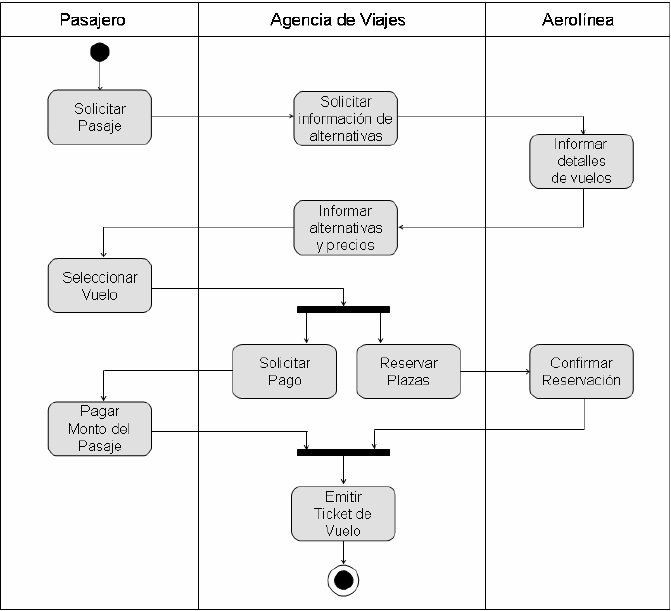 Pasajero
Agencia de Viajes
Aerolínea
Solicitar
Pasaje
Solicitar
información de
alternativas
Informar
detalles
de vuelos
Informar
alternativas
y precios
Seleccionar
Vuelo
Solicitar
Pago
Reservar
Plazas
Confirmar
Reservación
Pagar
Monto del
Pasaje
Emitir
Ticket de
Vuelo